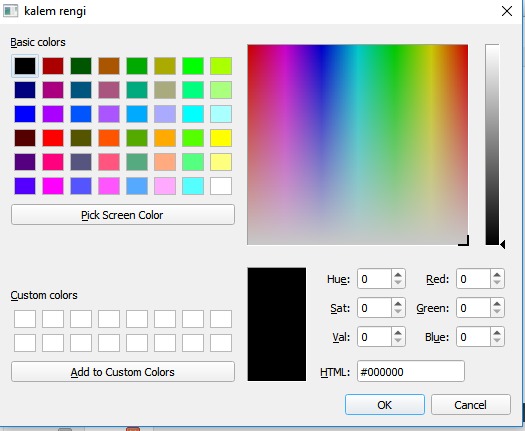 kalem rengi
Basic colors
Pick Screen Color
Custom colors
Add to Custom Colors
Hue: 0 Red: 0
Sat: 0 Green: 0
Val: 0 Blue: 0
HTML: #000000
OK Cancel